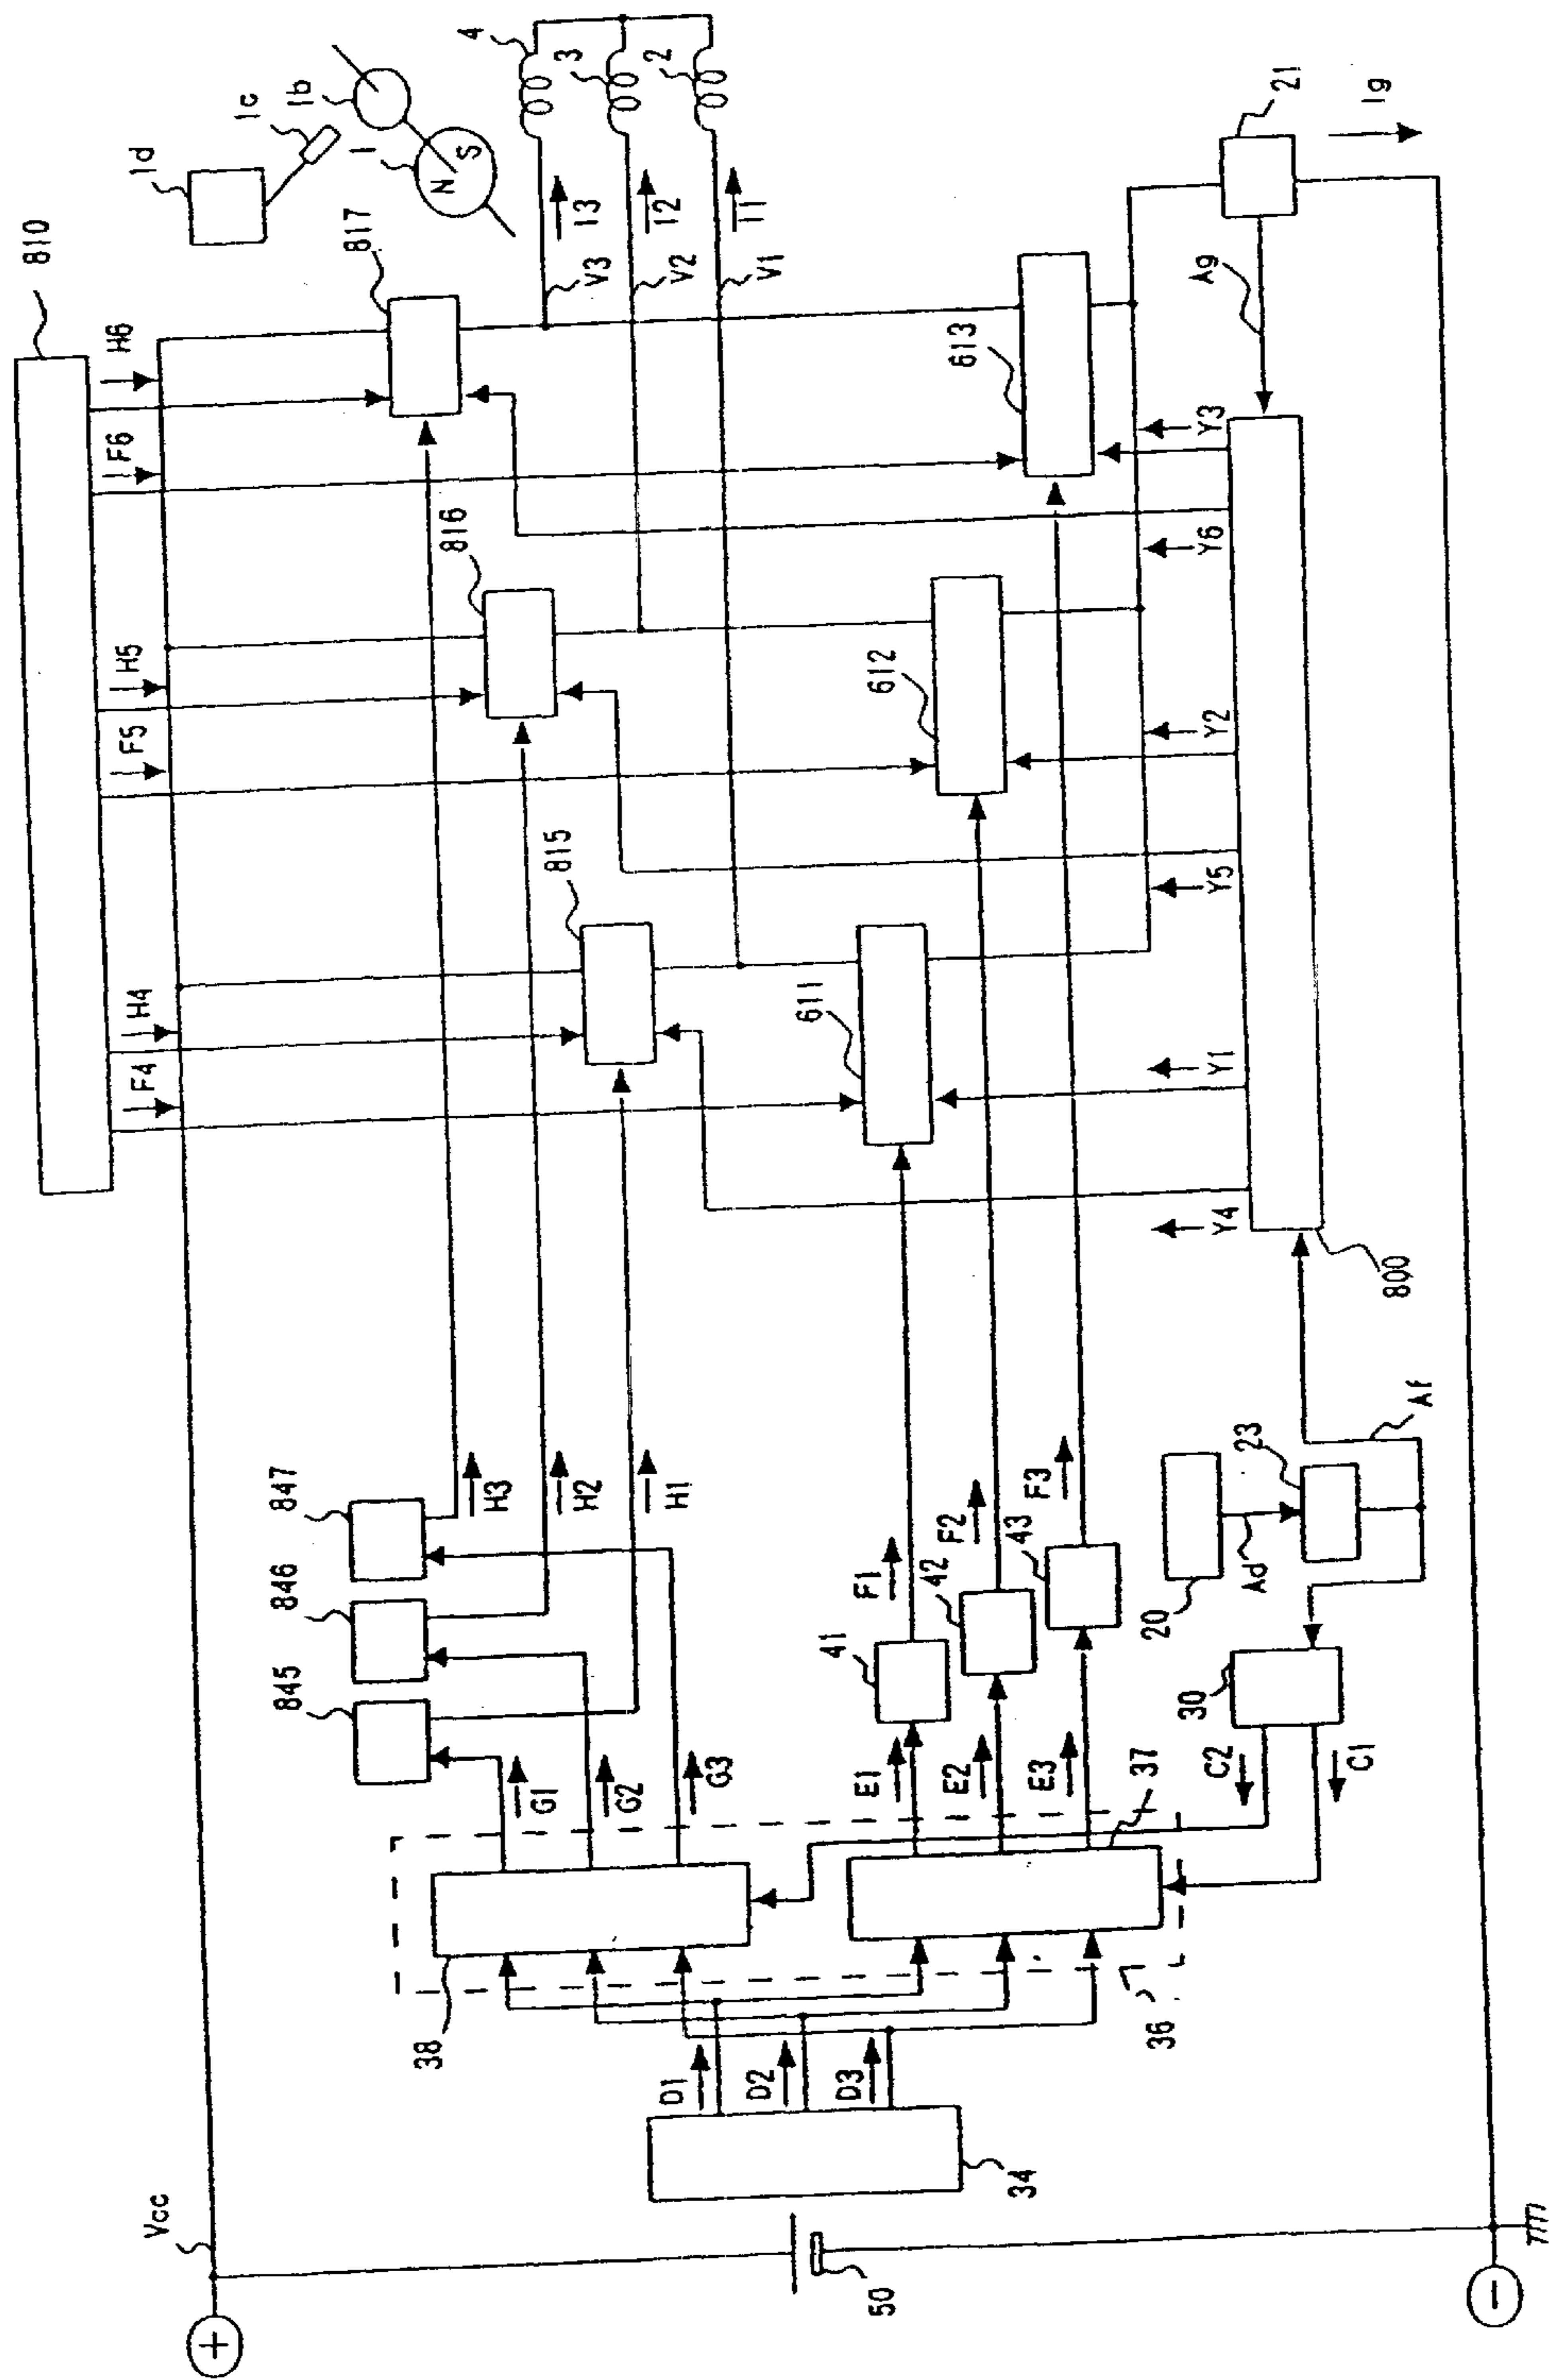 810
1d
1c
1b
1
N S
4
3
2
817
H6
F6
816
H5
F5
815
H4
F4
V3
V2
V1
I3
I2
I1
613
612
611
21
Ig
Ag
Y3
Y6
Y2
Y5
Y1
Y4
800
847
846
845
H3
H2
H1
G1
G2
G3
F1
F2
F3
41
42
43
E1
E2
E3
20
Ad
23
Af
30
C2
C1
37
38
36
D1
D2
D3
34
Vcc
50
+
−